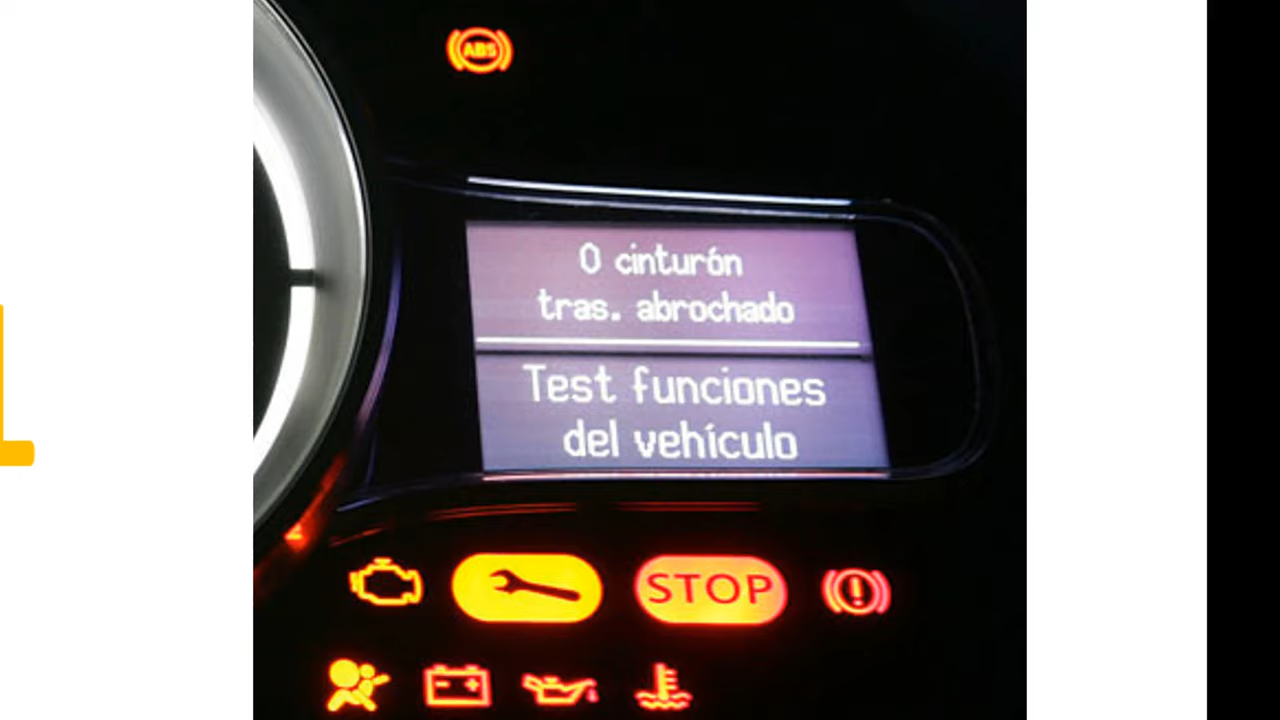 ABS
0 cinturón
tras. abrochado
Test funciones
del vehículo
STOP